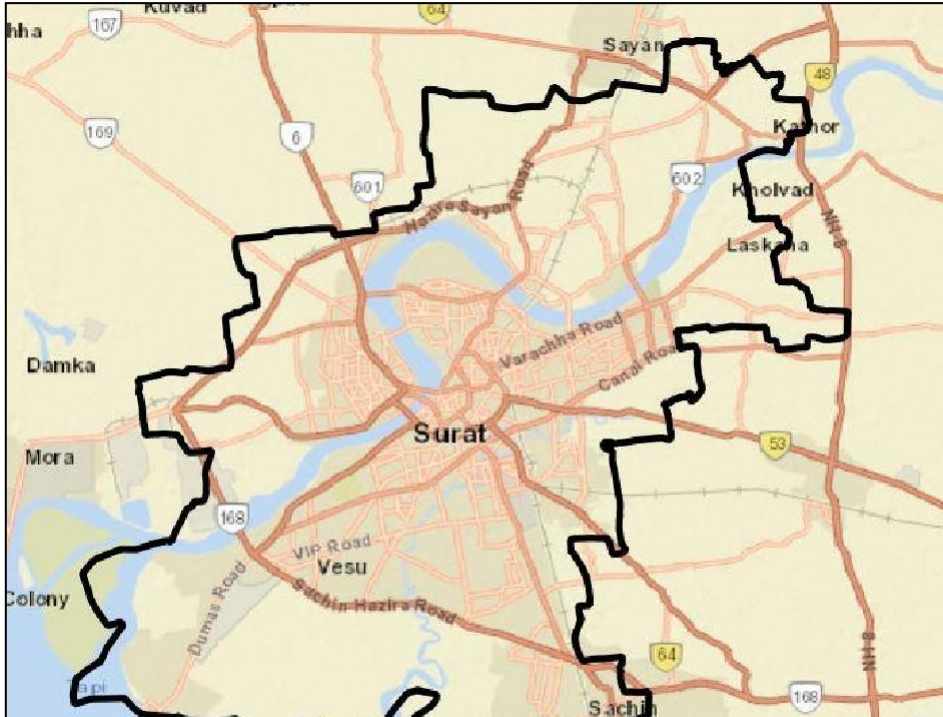 Kuvad
64
hha
167
Sayan
48
169
6
Kathor
601
602
Kholvad
Hazira Sayan Road
NH 8
Laskana
Varachha Road
Damka
Canal Road
Surat
53
Mora
168
VIP Road
Vesu
Colony
Dumas Road
Sachin Hazira Road
64
NH 8
168
Sachin